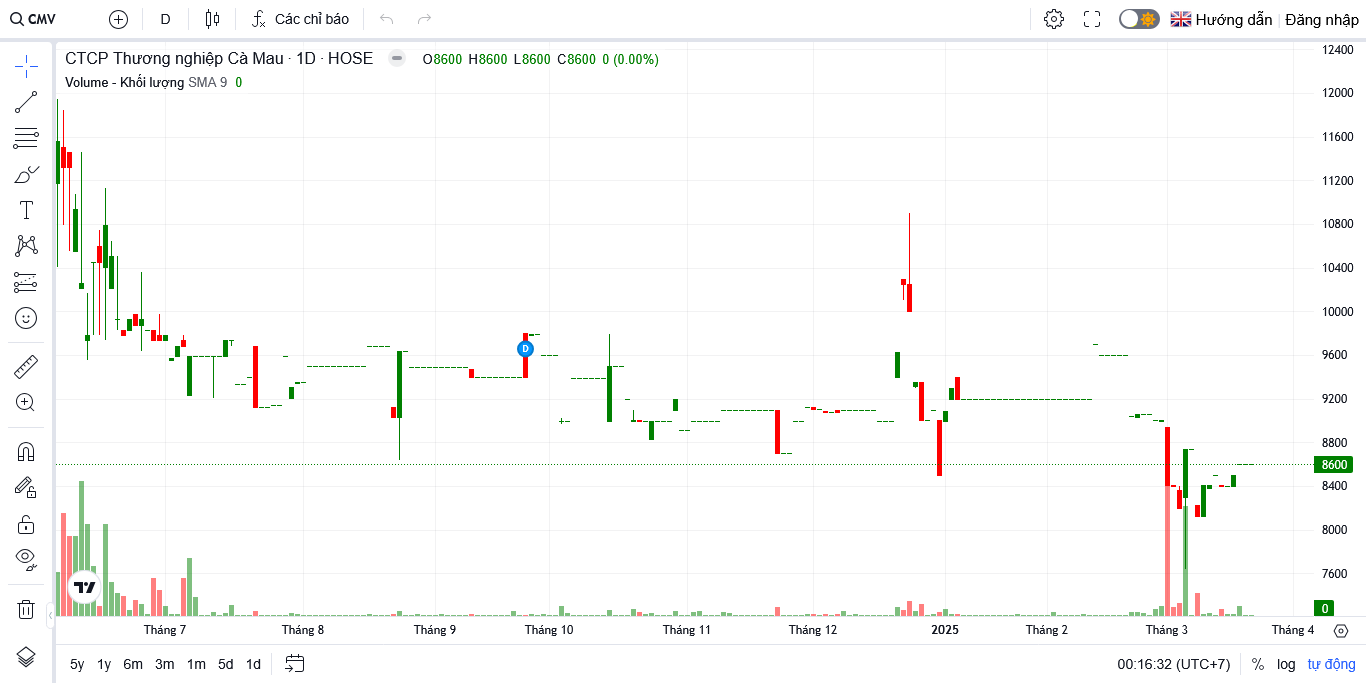 CMV D Các chỉ báo Hướng dẫn Đăng nhập
CTCP Thương nghiệp Cà Mau · 1D · HOSE O8600 H8600 L8600 C8600 0 (0.00%)
Volume - Khối lượng SMA 9 0
12400
12000
11600
11200
10800
10400
10000
9600
9200
8800
8600
8400
8000
7600
0
D
Tháng 7 Tháng 8 Tháng 9 Tháng 10 Tháng 11 Tháng 12 2025 Tháng 2 Tháng 3 Tháng 4
5y 1y 6m 3m 1m 5d 1d 00:16:32 (UTC+7) % log tự động